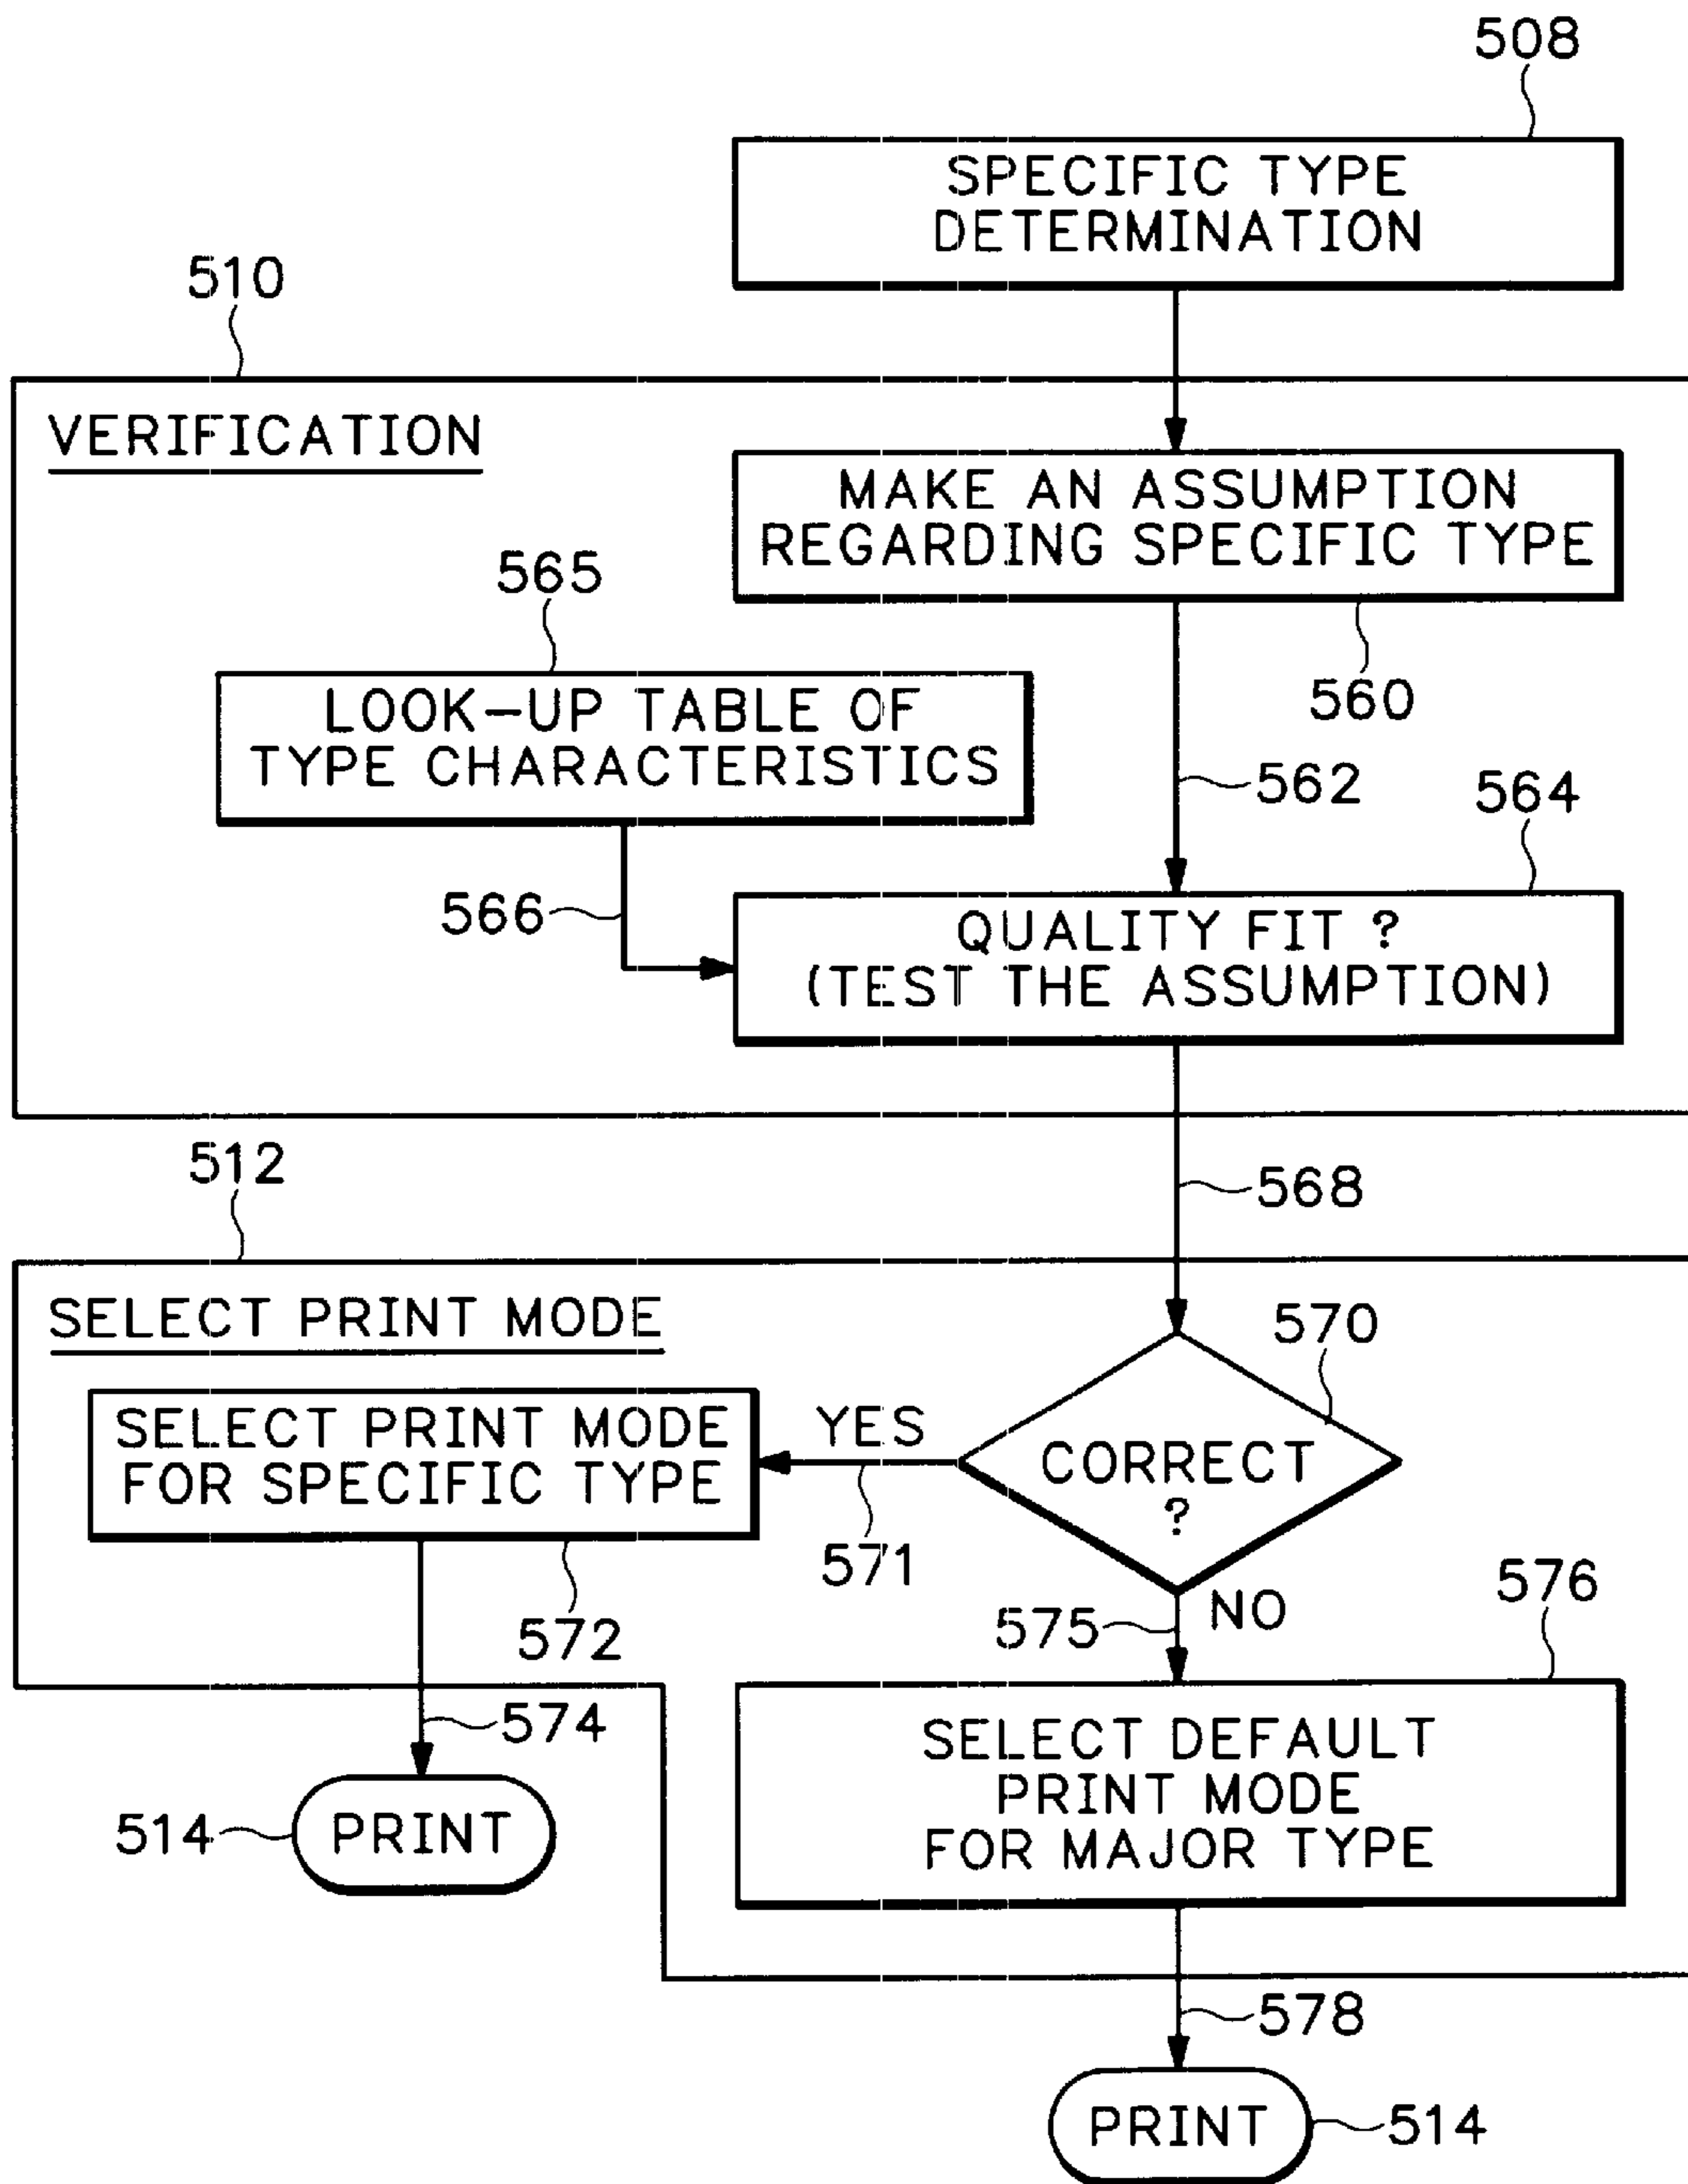 508
SPECIFIC TYPE
DETERMINATION
510
VERIFICATION
MAKE AN ASSUMPTION
REGARDING SPECIFIC TYPE
560
565
LOOK-UP TABLE OF
TYPE CHARACTERISTICS
562
564
566
QUALITY FIT ?
(TEST THE ASSUMPTION)
512
568
SELECT PRINT MODE
570
SELECT PRINT MODE
FOR SPECIFIC TYPE
YES
CORRECT
?
571
572
575
NO
576
574
SELECT DEFAULT
PRINT MODE
FOR MAJOR TYPE
514
PRINT
578
PRINT
514